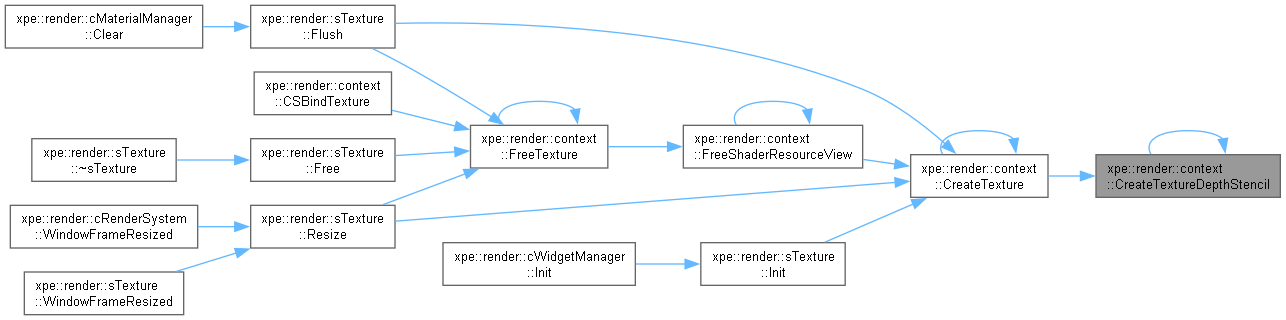 xpe::render::cMaterialManager
::Clear
xpe::render::sTexture
::Flush
xpe::render::context
::CSBindTexture
xpe::render::sTexture
::~sTexture
xpe::render::sTexture
::Free
xpe::render::context
::FreeTexture
xpe::render::context
::FreeShaderResourceView
xpe::render::context
::CreateTexture
xpe::render::context
::CreateTextureDepthStencil
xpe::render::cRenderSystem
::WindowFrameResized
xpe::render::sTexture
::Resize
xpe::render::cWidgetManager
::Init
xpe::render::sTexture
::Init
xpe::render::sTexture
::WindowFrameResized